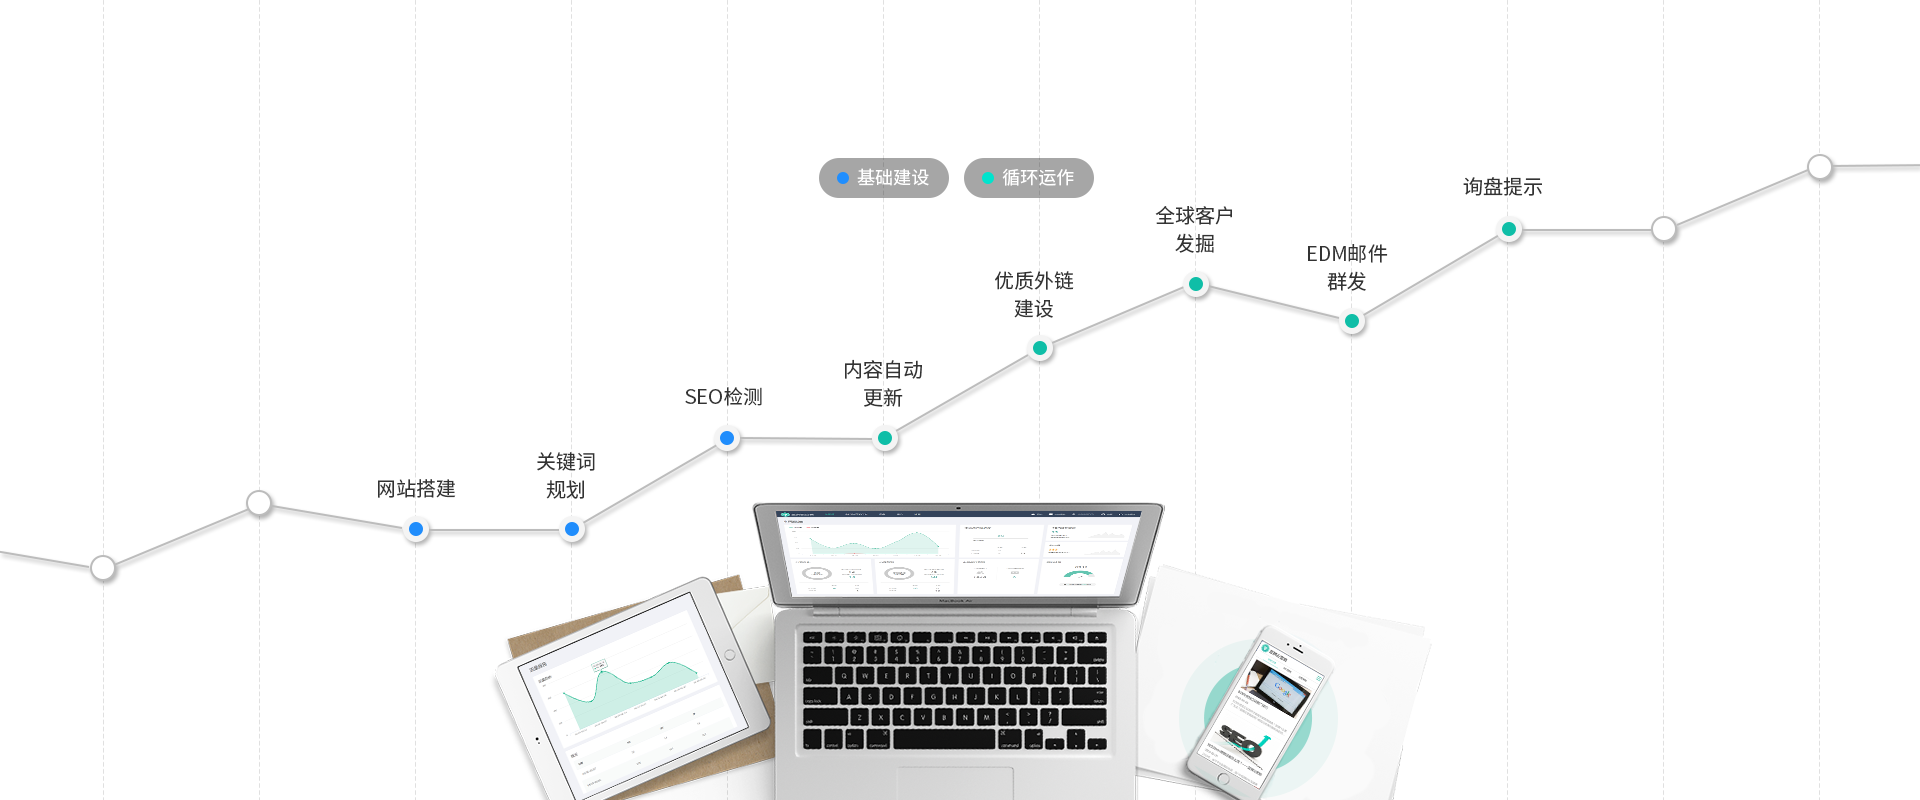 基础建设
循环运作
询盘提示
全球客户
发掘
EDM邮件
群发
优质外链
建设
内容自动
更新
SEO检测
关键词
规划
网站搭建
Google
SEO